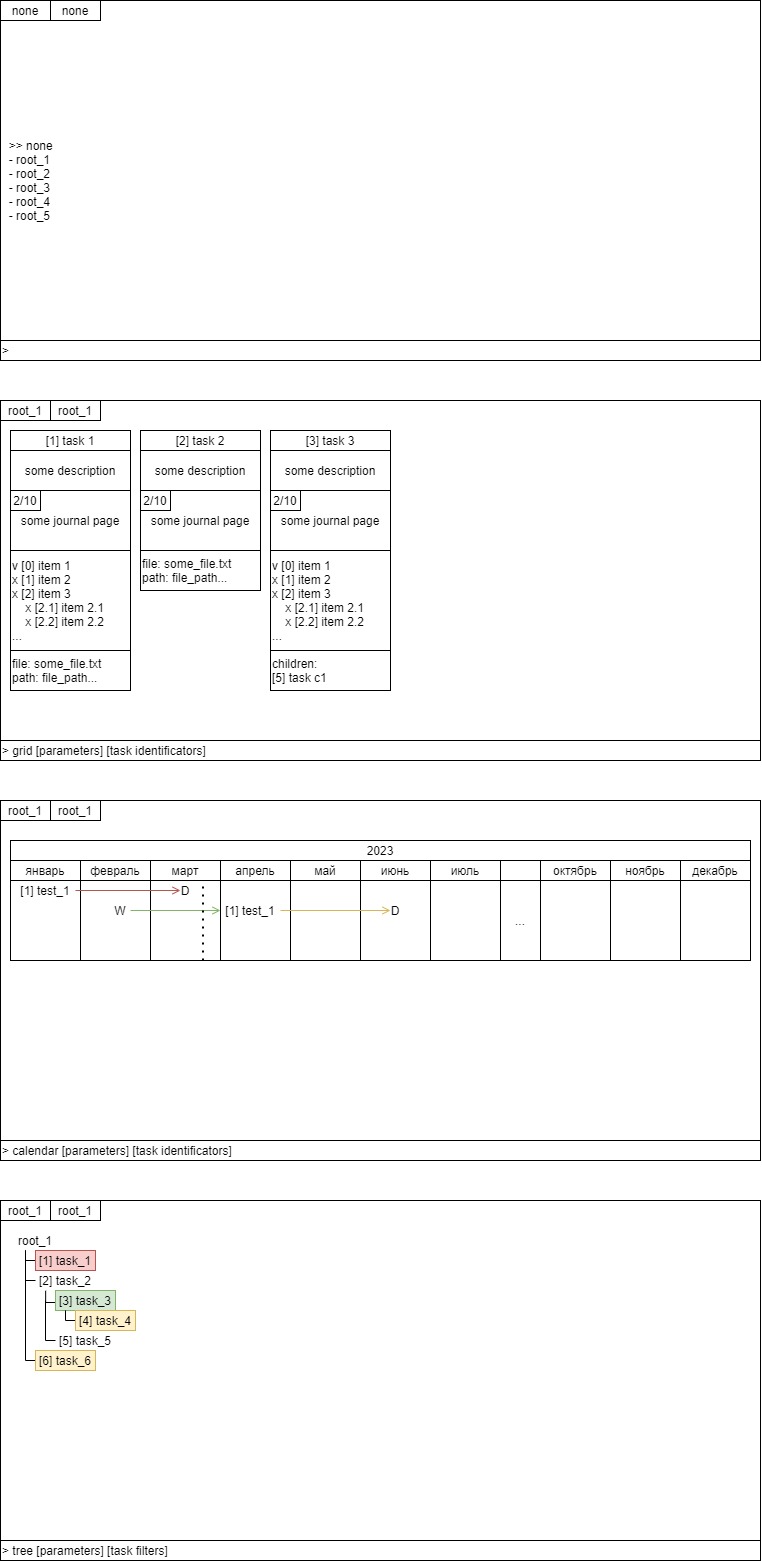 none none
>> none
- root_1
- root_2
- root_3
- root_4
- root_5
>
root_1 root_1
[1] task 1
some description
2/10
some journal page
v [0] item 1
x [1] item 2
x [2] item 3
x [2.1] item 2.1
x [2.2] item 2.2
...
file: some_file.txt
path: file_path...
[2] task 2
some description
2/10
some journal page
file: some_file.txt
path: file_path...
[3] task 3
some description
2/10
some journal page
v [0] item 1
x [1] item 2
x [2] item 3
x [2.1] item 2.1
x [2.2] item 2.2
...
children:
[5] task c1
> grid [parameters] [task identificators]
root_1 root_1
2023
январь февраль март апрель май июнь июль октябрь ноябрь декабрь
[1] test_1 D
W [1] test_1 D
...
> calendar [parameters] [task identificators]
root_1 root_1
root_1
[1] task_1
[2] task_2
[3] task_3
[4] task_4
[5] task_5
[6] task_6
> tree [parameters] [task filters]